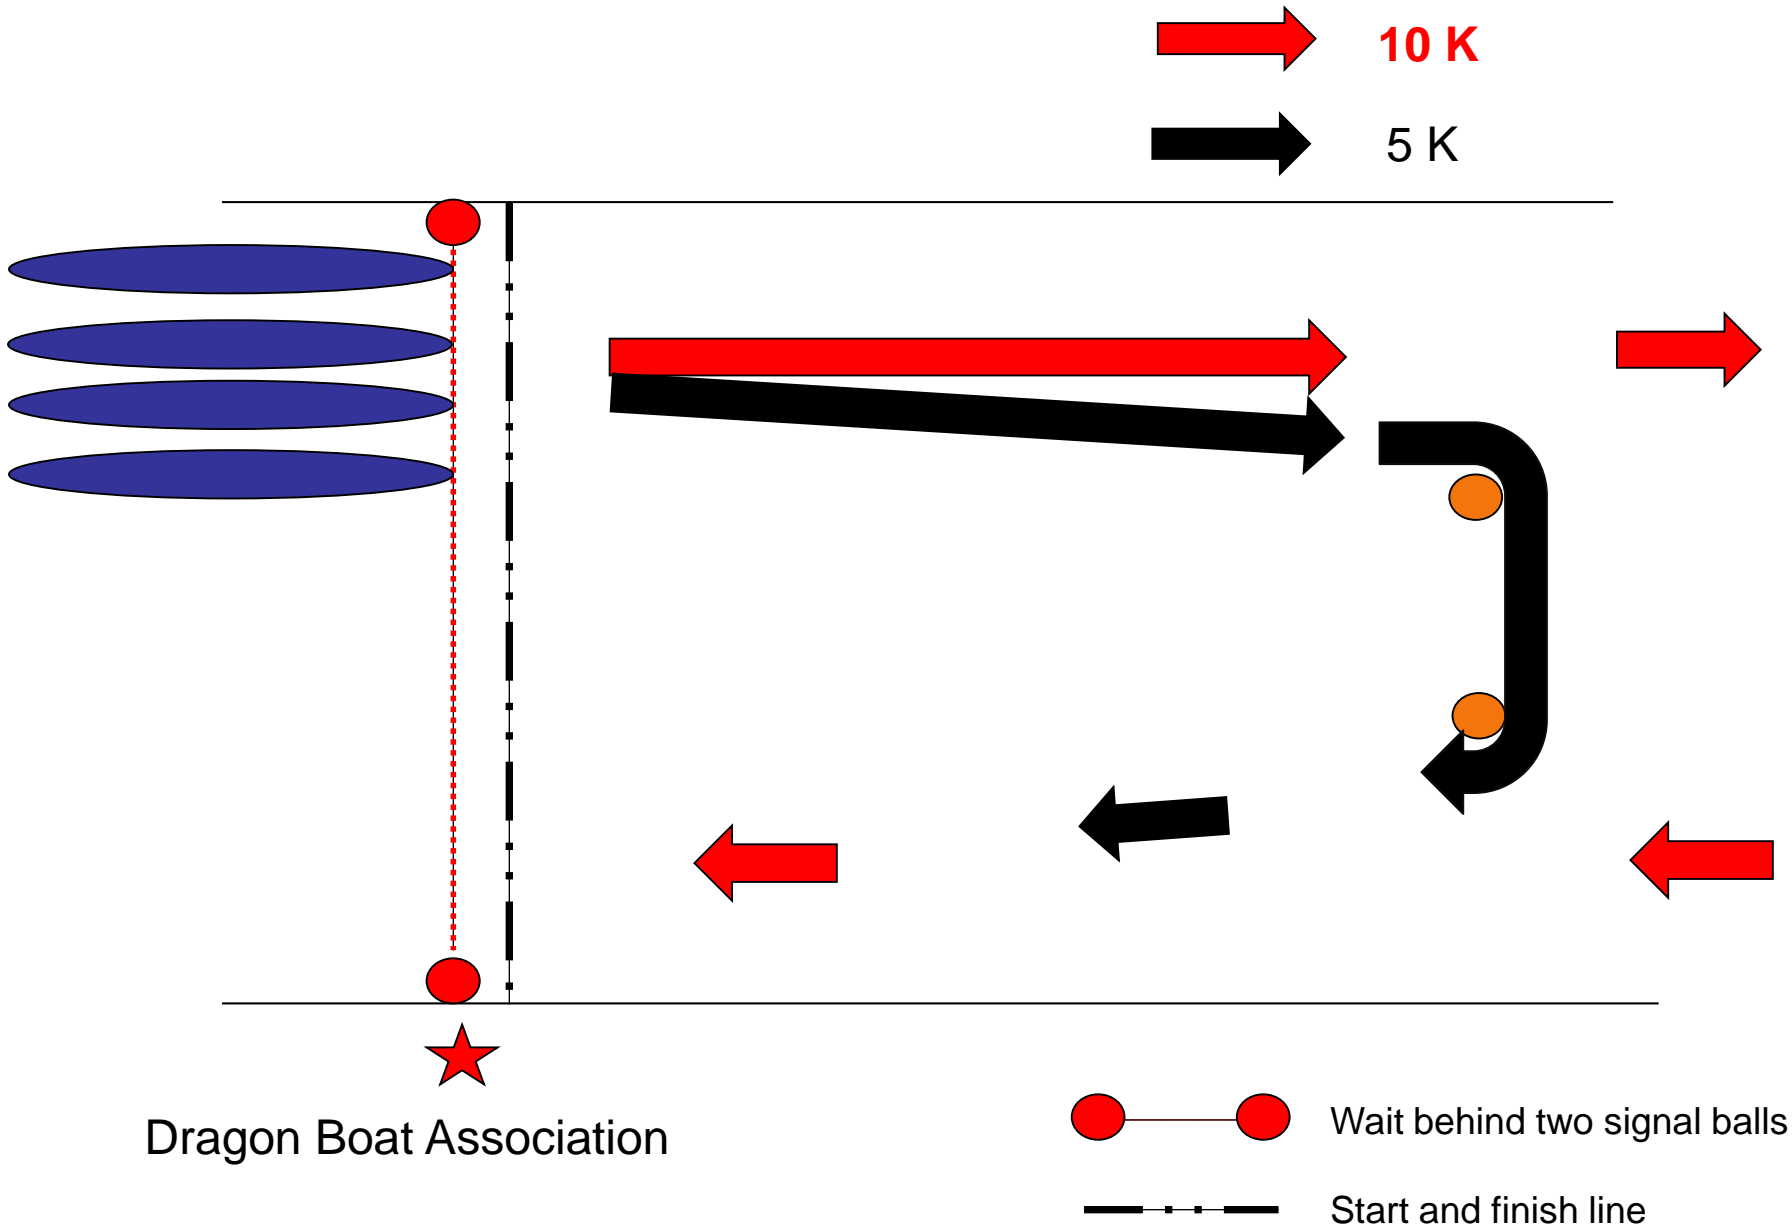 10 K
5 K
Dragon Boat Association
Wait behind two signal balls
Start and finish line